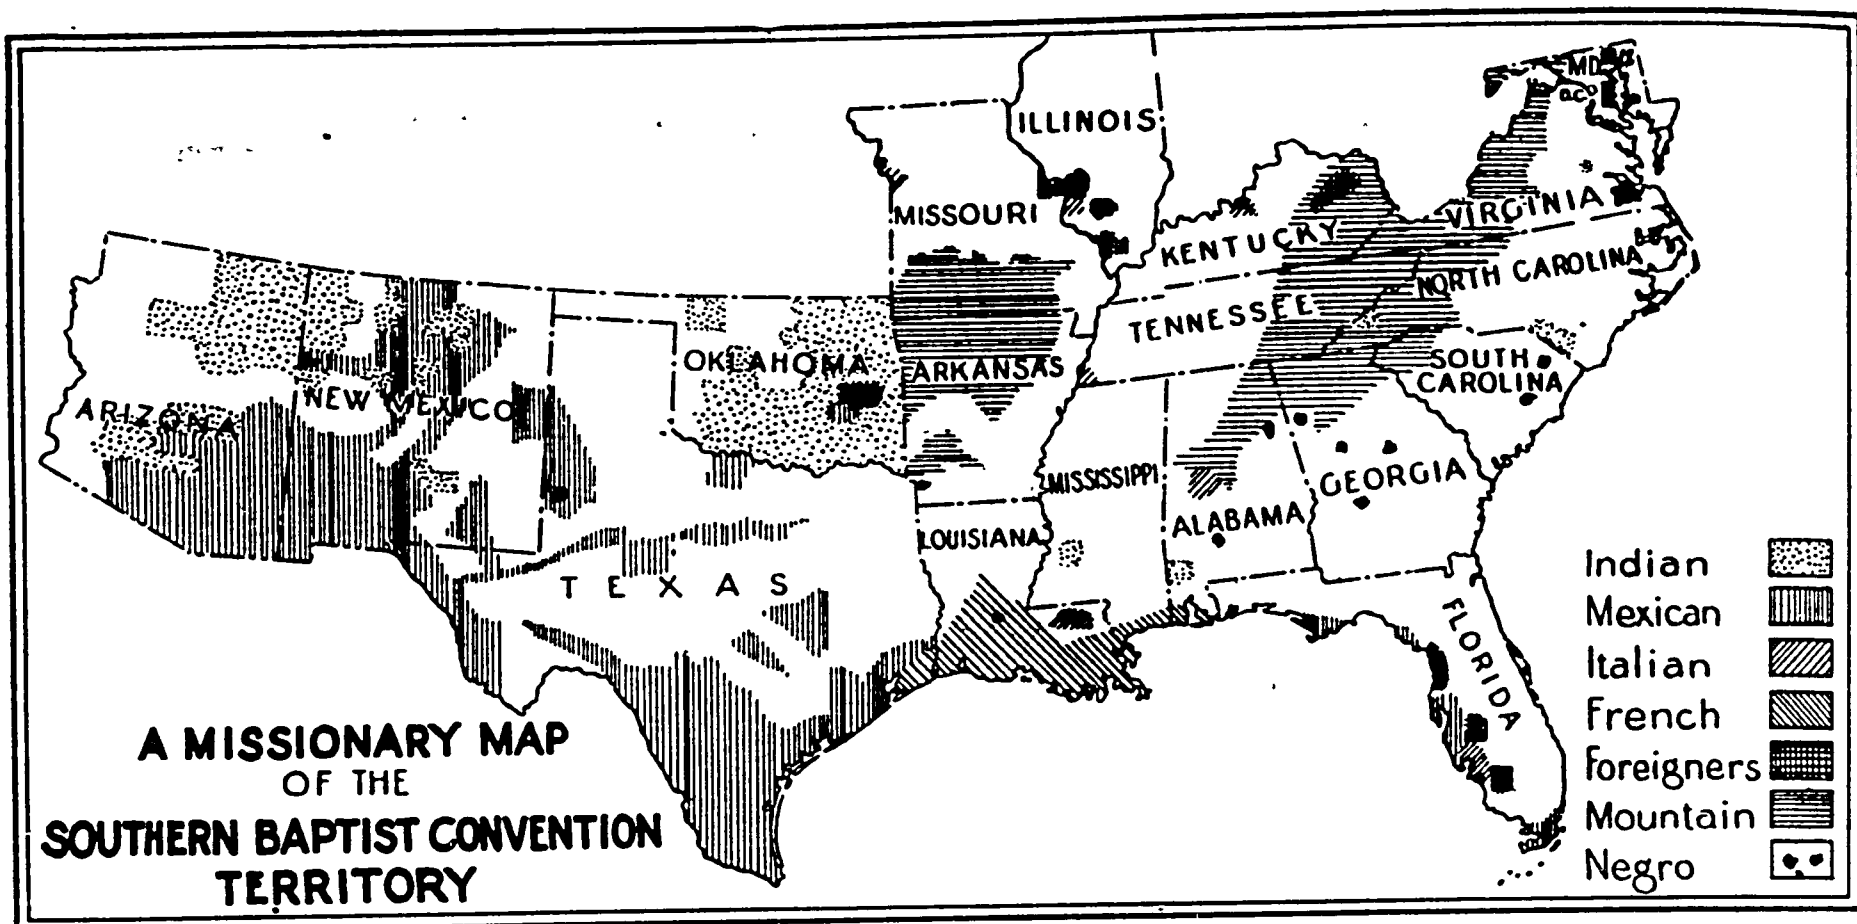 MD.
D.C.
ILLINOIS
MISSOURI
VIRGINIA
KENTUCKY
NORTH CAROLINA
TENNESSEE
OKLAHOMA
ARKANSAS
SOUTH
CAROLINA
NEW MEXICO
ARIZONA
MISSISSIPPI
GEORGIA
ALABAMA
LOUISIANA
TEXAS
FLORIDA
Indian
Mexican
Italian
French
Foreigners
Mountain
Negro
A MISSIONARY MAP
OF THE
SOUTHERN BAPTIST CONVENTION
TERRITORY